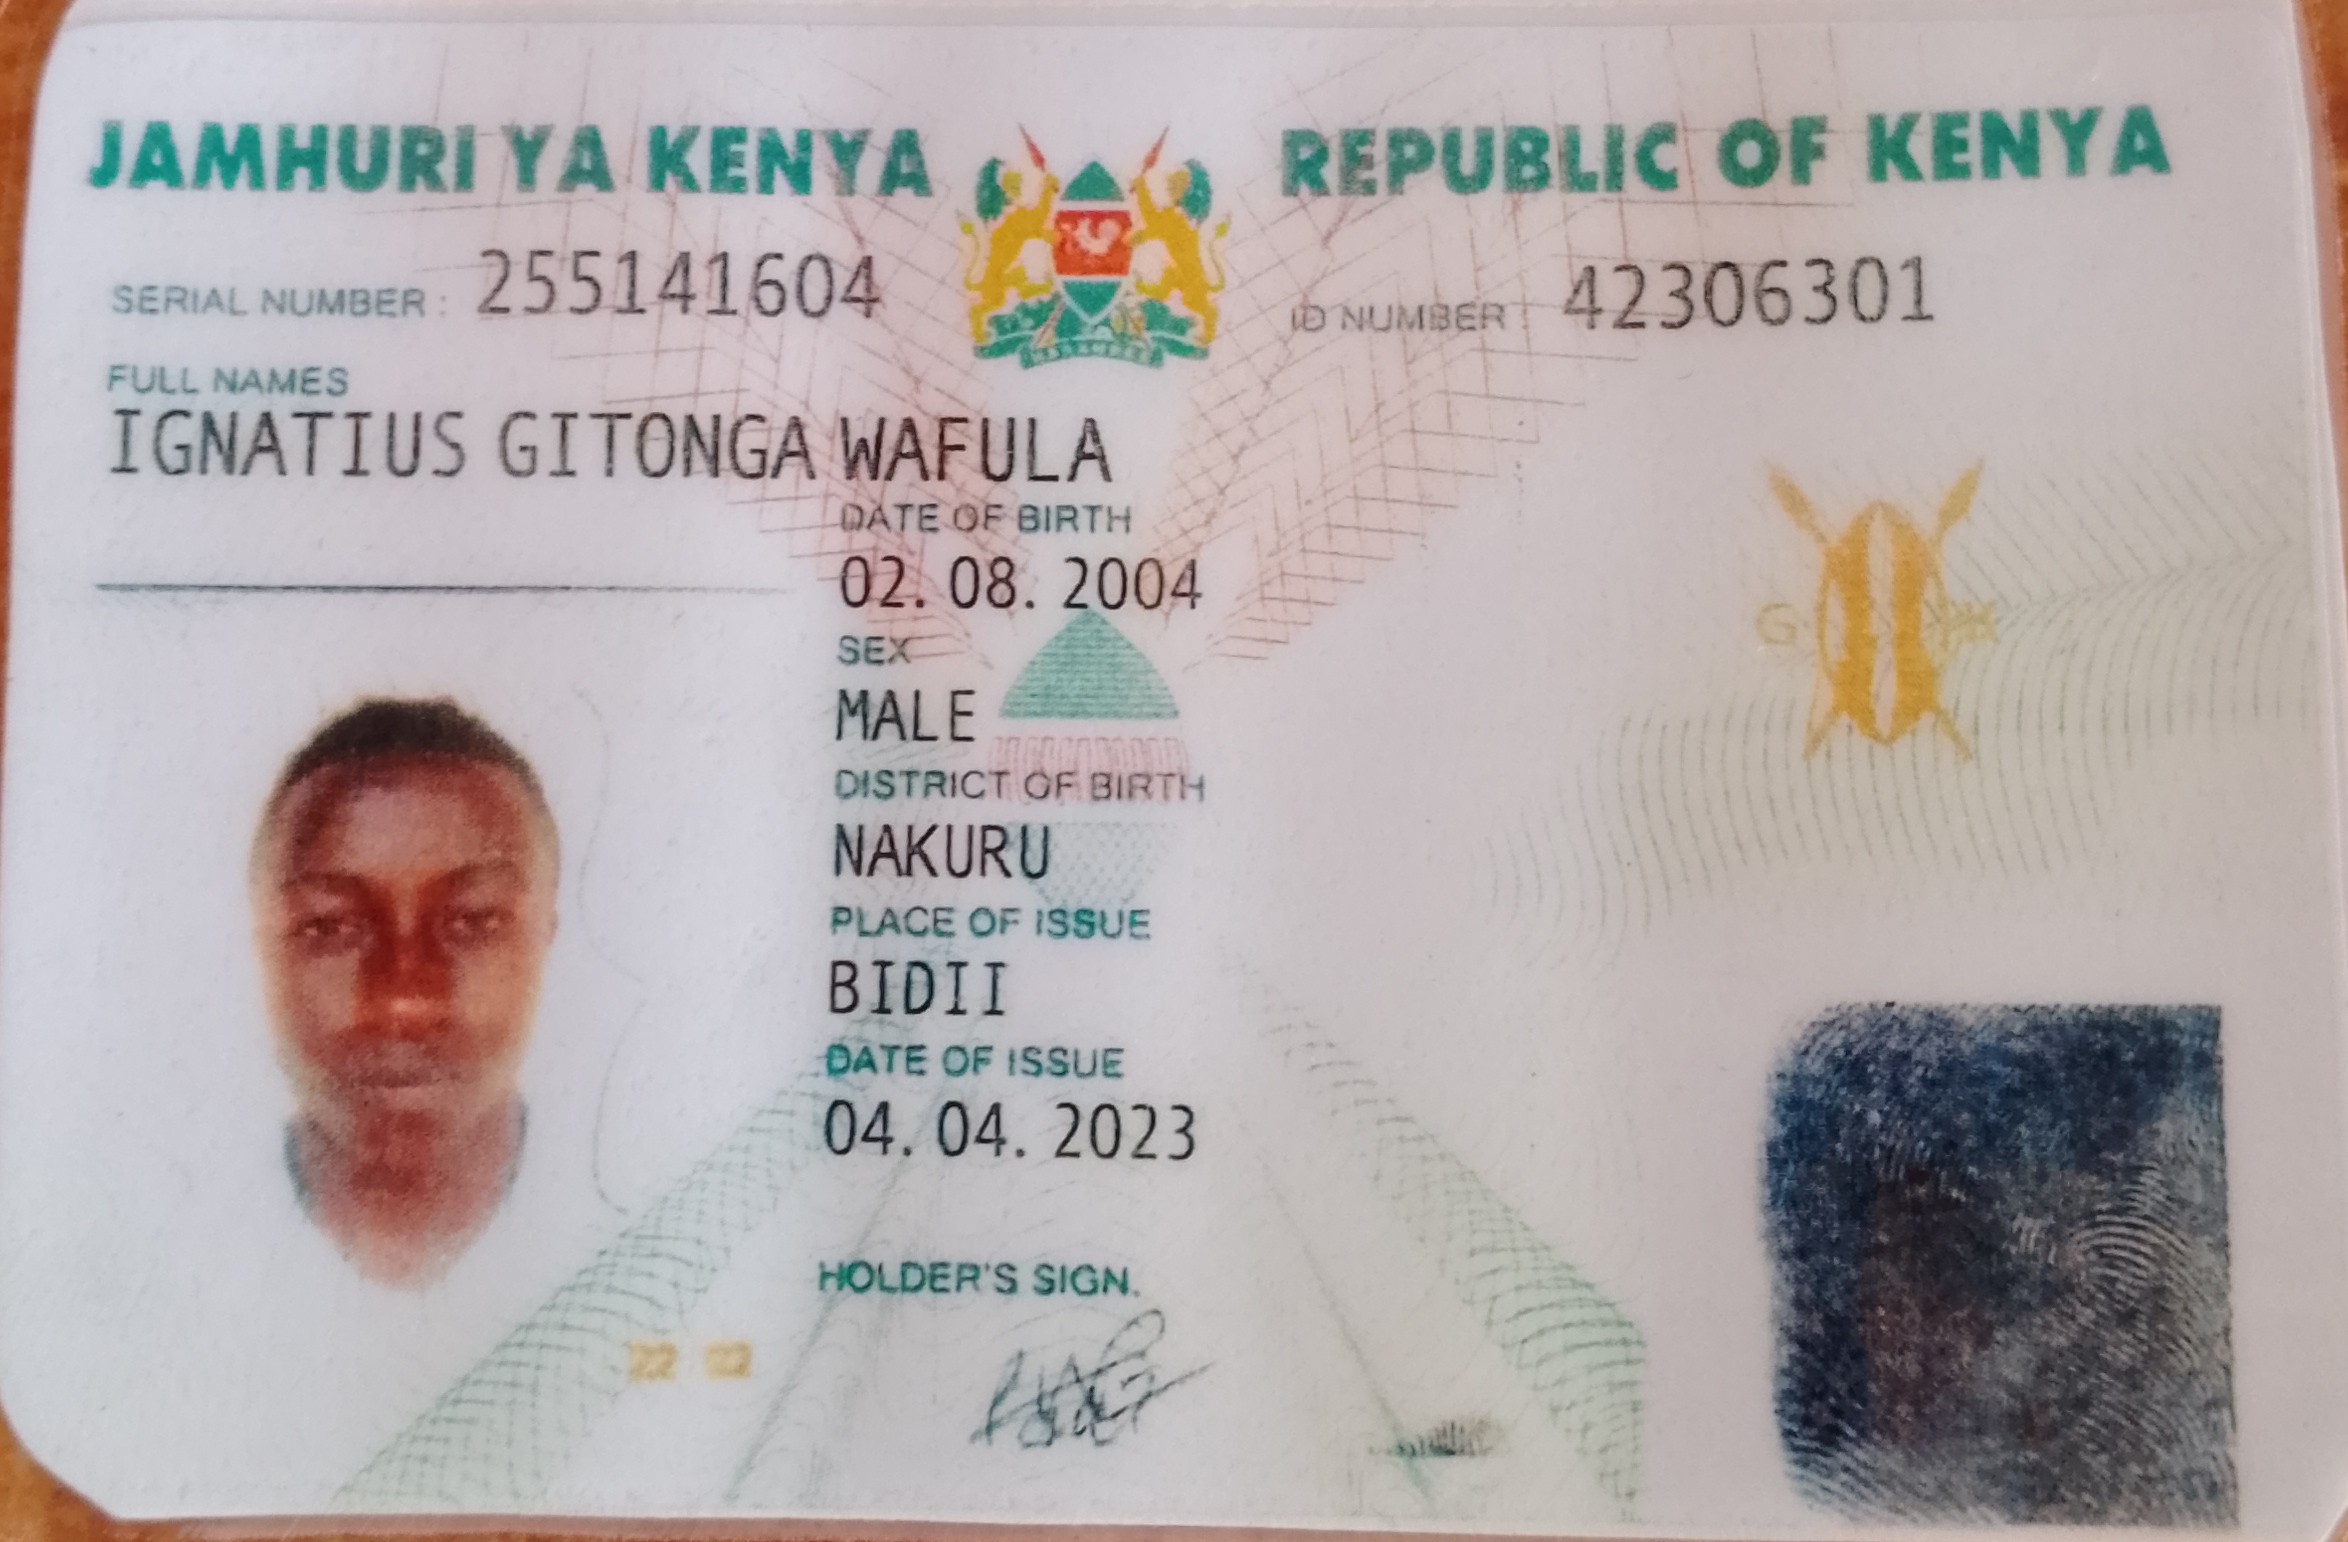 JAMHURI YA KENYA REPUBLIC OF KENYA
SERIAL NUMBER : 255141604 ID NUMBER : 42306301
FULL NAMES
IGNATIUS GITONGA WAFULA
DATE OF BIRTH
02. 08. 2004
SEX
MALE
DISTRICT OF BIRTH
NAKURU
PLACE OF ISSUE
BIDII
DATE OF ISSUE
04. 04. 2023
HOLDER'S SIGN.